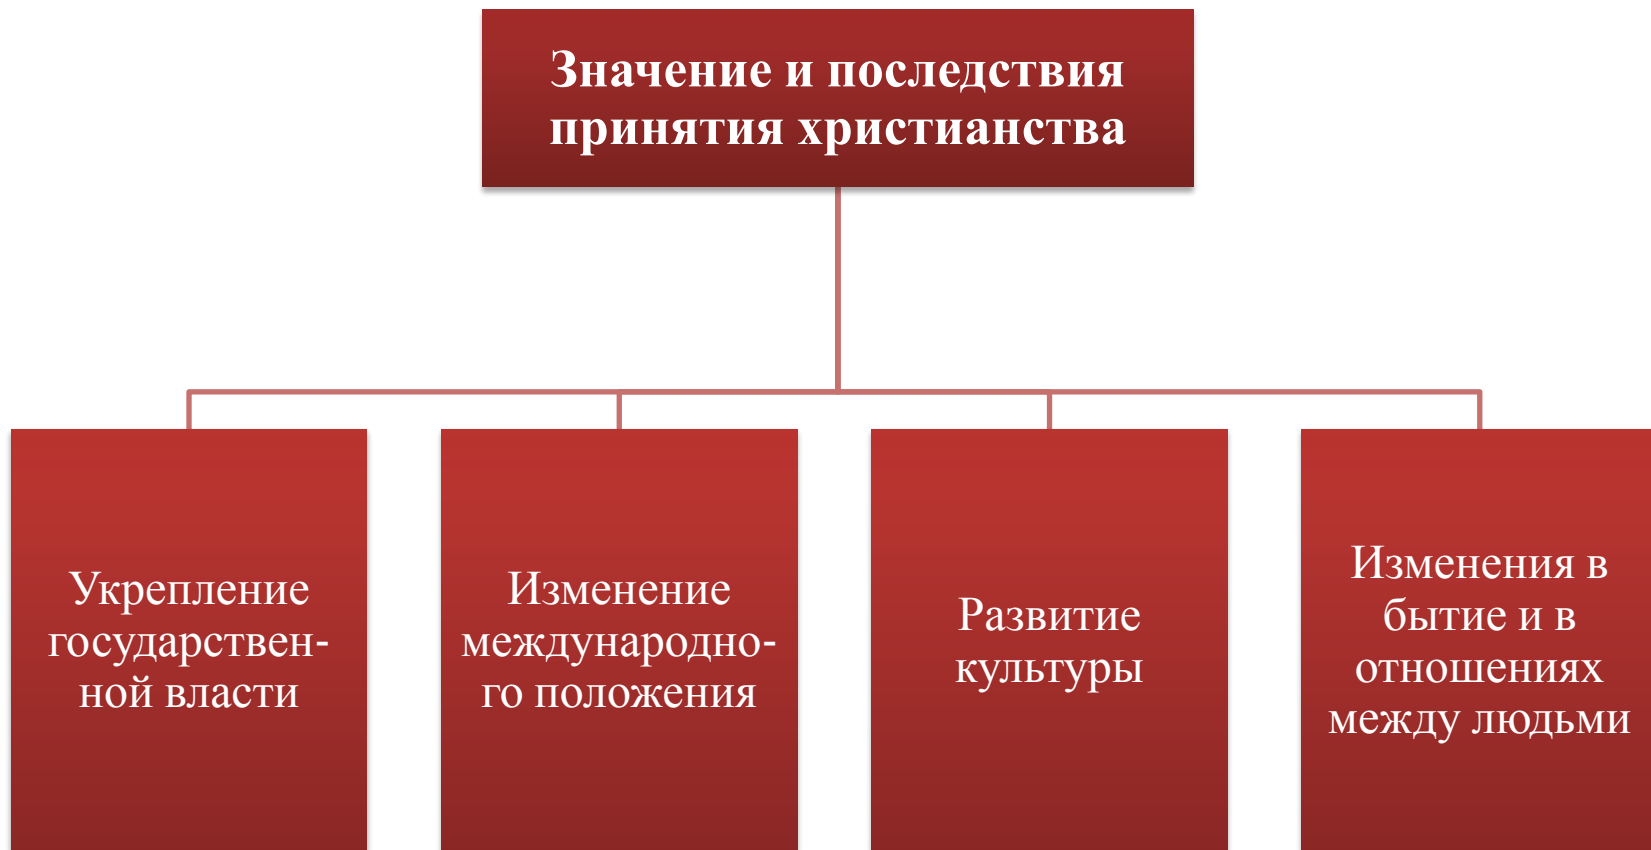 Значение и последствия
принятия христианства
Укрепление
государствен-
ной власти
Изменение
международно-
го положения
Развитие
культуры
Изменения в
бытие и в
отношениях
между людьми